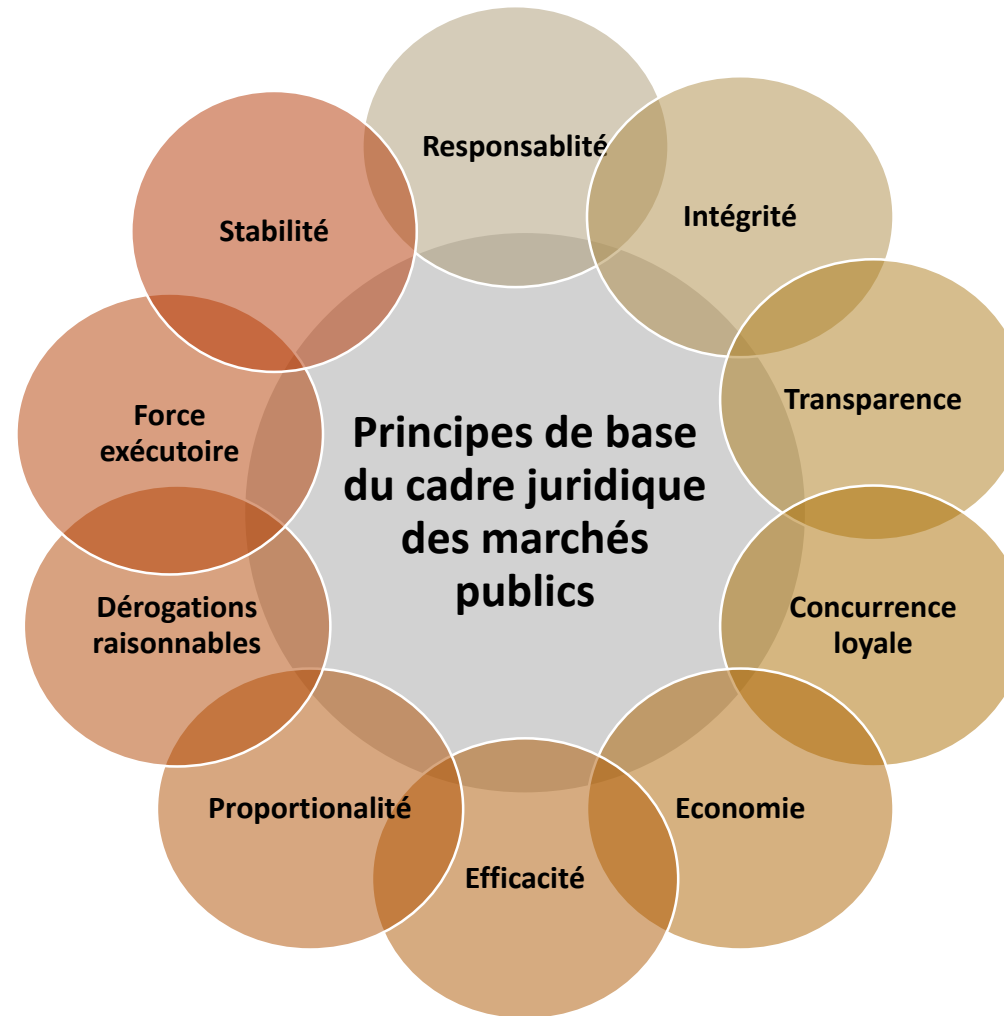 Responsablité
Intégrité
Transparence
Concurrence
loyale
Economie
Efficacité
Proportionalité
Dérogations
raisonnables
Force
exécutoire
Stabilité
Principes de base
du cadre juridique
des marchés
publics